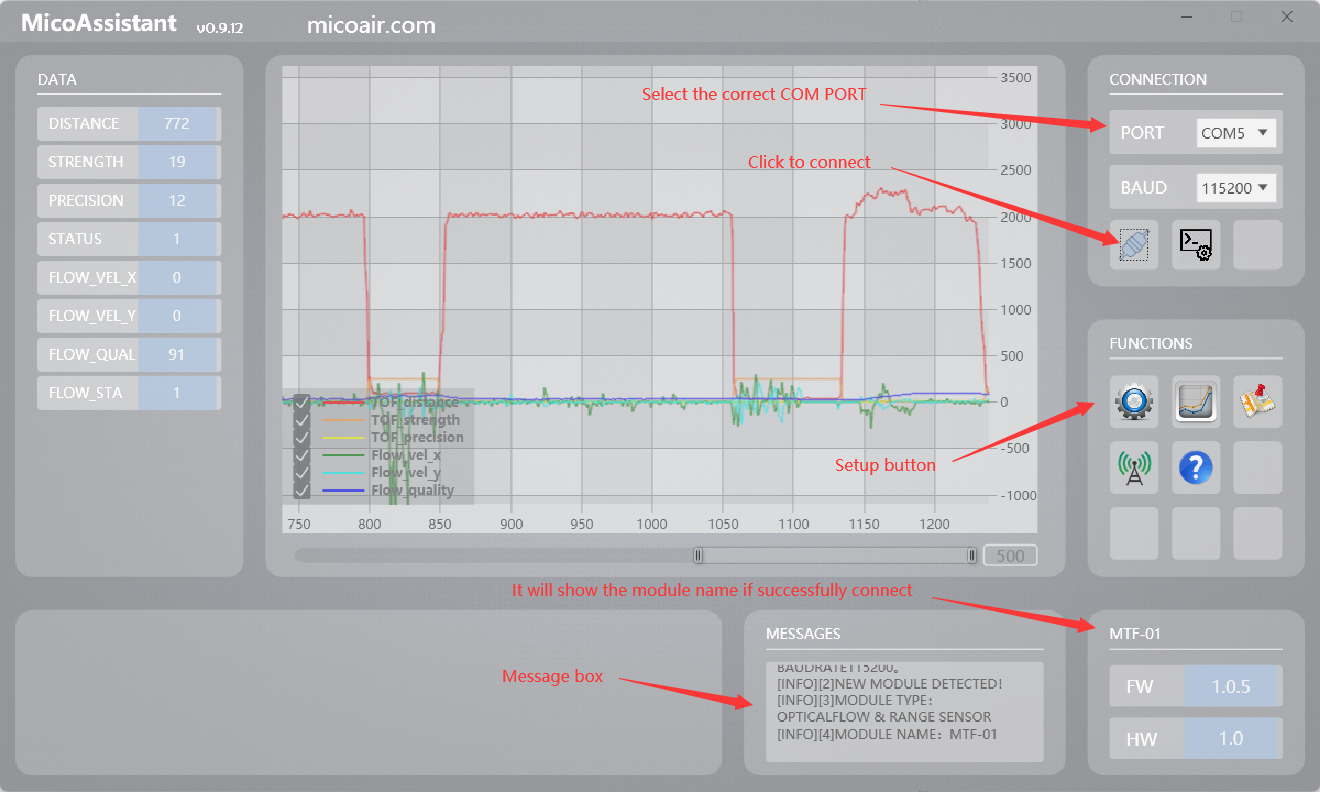 MicoAssistant v0.9.12 micoair.com
DATA
DISTANCE 772
STRENGTH 19
PRECISION 12
STATUS 1
FLOW_VEL_X 0
FLOW_VEL_Y 0
FLOW_QUAL 91
FLOW_STA 1
Select the correct COM PORT
Click to connect
3500
3000
2500
2000
1500
1000
500
0
-500
-1000
TOF_distance
TOF_strength
TOF_precision
Flow_vel_x
Flow_vel_y
Flow_quality
750 800 850 900 950 1000 1050 1100 1150 1200
500
Setup button
CONNECTION
PORT COM5
BAUD 115200
FUNCTIONS
It will show the module name if successfully connect
Message box
MESSAGES
BAUDRATE115200。
[INFO][2]NEW MODULE DETECTED!
[INFO][3]MODULE TYPE：
OPTICALFLOW & RANGE SENSOR
[INFO][4]MODULE NAME：MTF-01
MTF-01
FW 1.0.5
HW 1.0